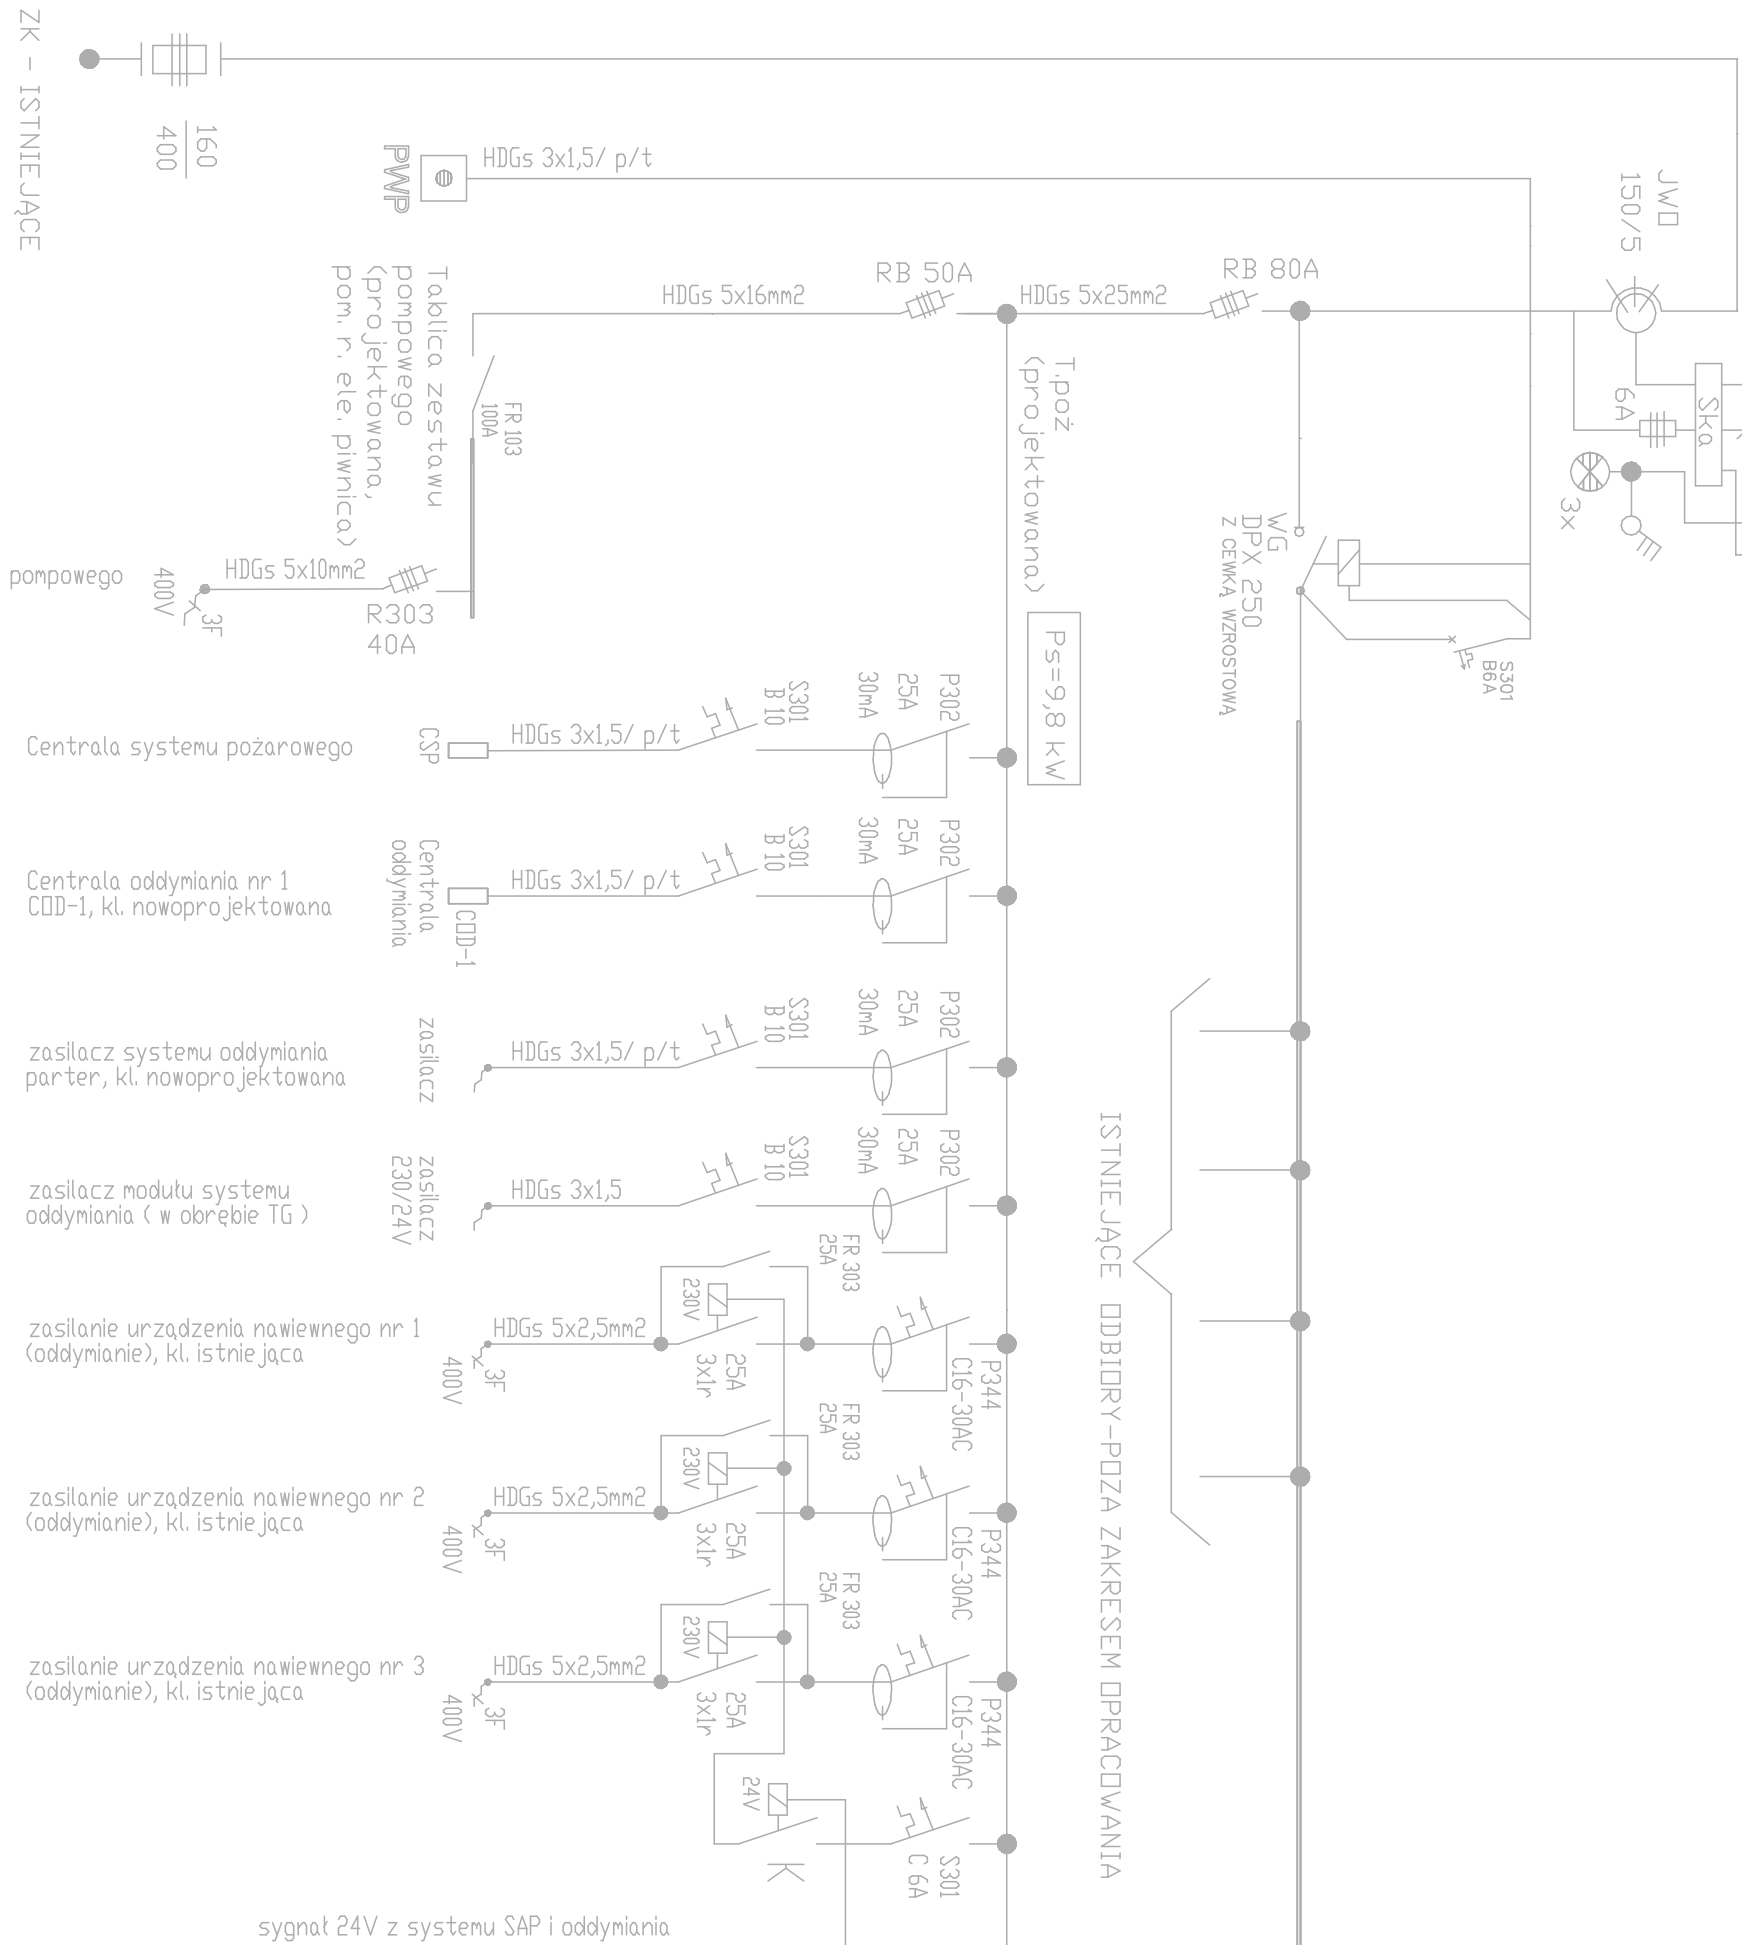 ZK - ISTNIEJĄCE
160
400
PWP
HDGs 3x1,5/ p/t
JWO
150/5
RB 50A
RB 80A
HDGs 5x16mm2
HDGs 5x25mm2
Tablica zestawu
pompowego
(projektowana,
pom. r. ele. piwnica)
FR 103
100A
T.poż
(projektowana)
6A
Ska
3x
WG
DPX 250
Z CEWKĄ WZROSTOWĄ
S301
B6A
pompowego
400V
3F
HDGs 5x10mm2
R303
40A
Ps=9,8 kW
Centrala systemu pożarowego
CSP
HDGs 3x1,5/ p/t
S301
B 10
P302
25A
30mA
Centrala oddymiania nr 1
COD-1, kl. nowoprojektowana
Centrala
oddymiania
COD-1
HDGs 3x1,5/ p/t
S301
B 10
P302
25A
30mA
zasilacz systemu oddymiania
parter, kl. nowoprojektowana
zasilacz
HDGs 3x1,5/ p/t
S301
B 10
P302
25A
30mA
zasilacz modułu systemu
oddymiania ( w obrębie TG )
zasilacz
230/24V
HDGs 3x1,5
S301
B 10
P302
25A
30mA
ISTNIEJĄCE ODBIORY-POZA ZAKRESEM OPRACOWANIA
zasilanie urządzenia nawiewnego nr 1
(oddymianie), kl. istniejąca
400V
3F
HDGs 5x2,5mm2
230V
25A
3x1r
FR 303
25A
P344
C16-30AC
zasilanie urządzenia nawiewnego nr 2
(oddymianie), kl. istniejąca
400V
3F
HDGs 5x2,5mm2
230V
25A
3x1r
FR 303
25A
P344
C16-30AC
zasilanie urządzenia nawiewnego nr 3
(oddymianie), kl. istniejąca
400V
3F
HDGs 5x2,5mm2
230V
25A
3x1r
FR 303
25A
P344
C16-30AC
24V
K
S301
C 6A
sygnał 24V z systemu SAP i oddymiania